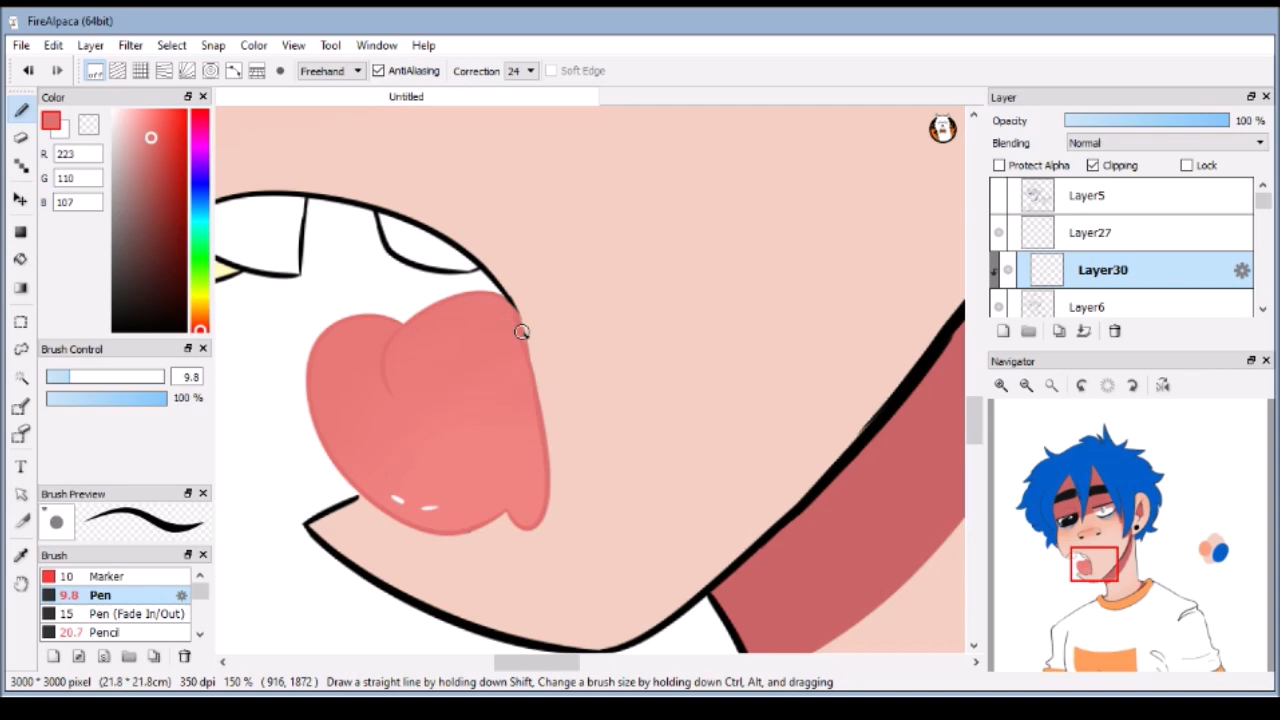 FireAlpaca (64bit)
File Edit Layer Filter Select Snap Color View Tool Window Help
off Freehand AntiAliasing Correction 24 Soft Edge
Color
Untitled
Layer
Opacity 100 %
Blending Normal
R 223
G 110
B 107
Protect Alpha Clipping Lock
Layer5
Layer27
Layer30
Layer6
Brush Control
9.8
100 %
Navigator
Brush Preview
Brush
10 Marker
9.8 Pen
15 Pen (Fade In/Out)
20.7 Pencil
3000 * 3000 pixel (21.8 * 21.8cm) 350 dpi 150 % ( 916, 1872 ) Draw a straight line by holding down Shift, Change a brush size by holding down Ctrl, Alt, and dragging